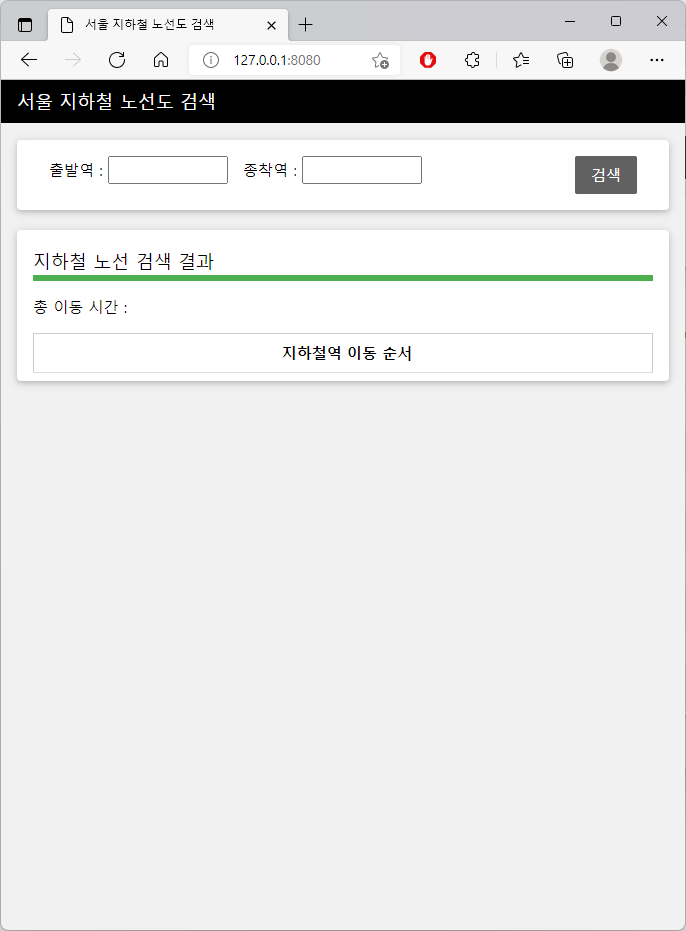 서울 지하철 노선도 검색
127.0.0.1:8080
서울 지하철 노선도 검색
출발역 : 종착역 : 검색
지하철 노선 검색 결과
총 이동 시간 :
지하철역 이동 순서